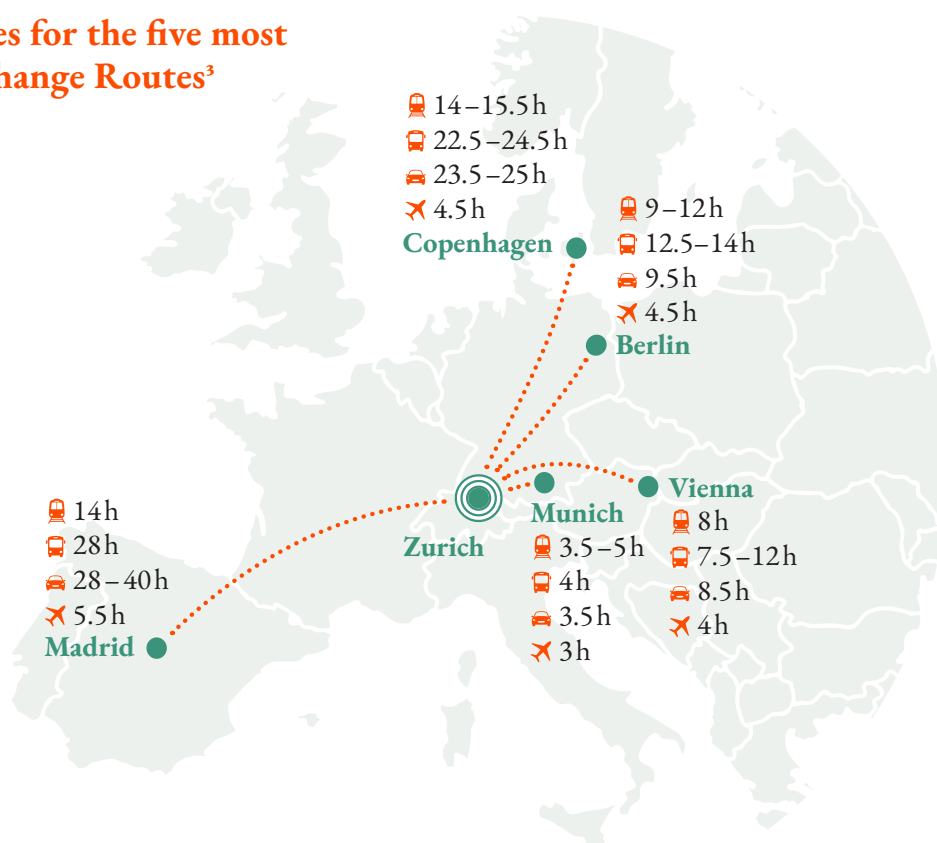 es for the five most
hange Routes³
14–15.5h
22.5–24.5h
23.5–25h
4.5h
Copenhagen
9–12h
12.5–14h
9.5h
4.5h
Berlin
Vienna
8h
7.5–12h
8.5h
4h
Munich
3.5–5h
4h
3.5h
3h
Zurich
14h
28h
28–40h
5.5h
Madrid